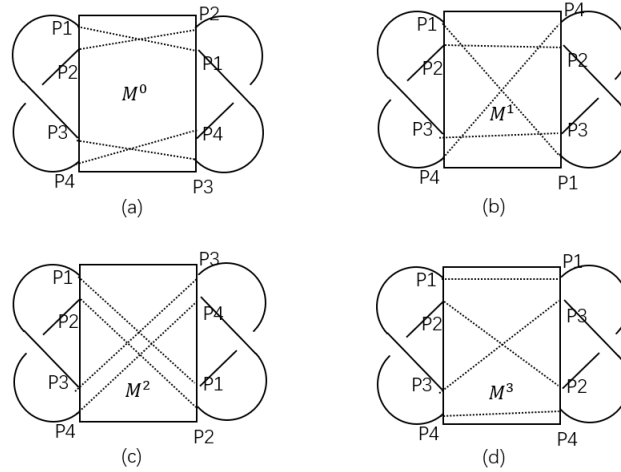 P1 P2
P2 P1
M⁰
P3 P4
P4 P3
(a)
P1 P4
P2 P2
M¹
P3 P3
P4 P1
(b)
P1 P3
P2 P4
P3 M² P1
P4 P2
(c)
P1 P1
P2 P3
P3 M³ P2
P4 P4
(d)